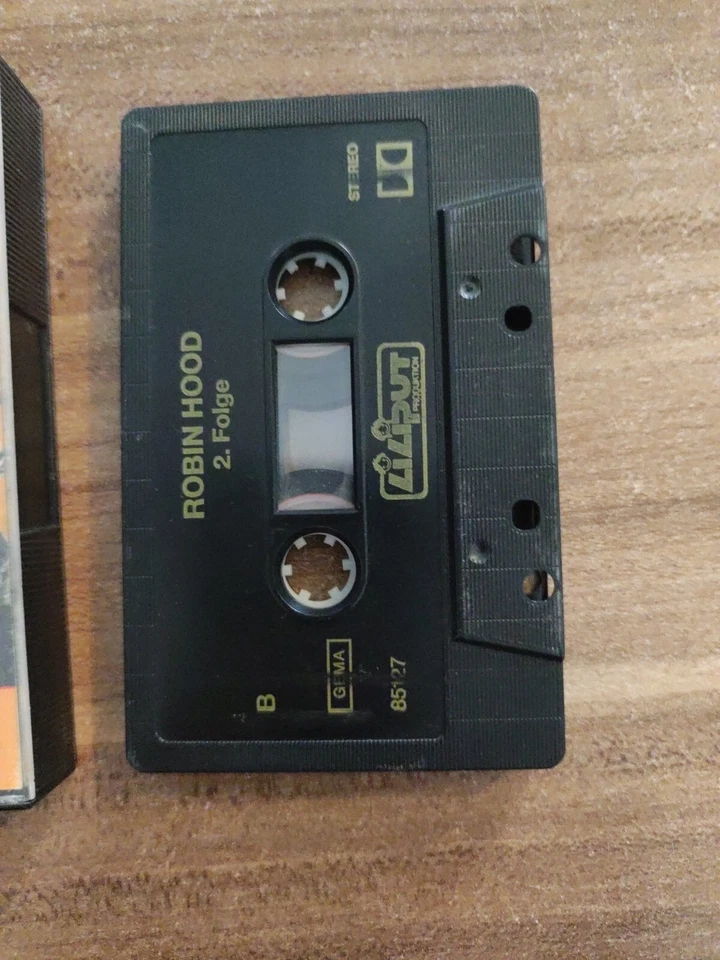 ROBIN HOOD
2. Folge
B
GEMA
85127
STEREO
LiLiPUT
PRODUKTION